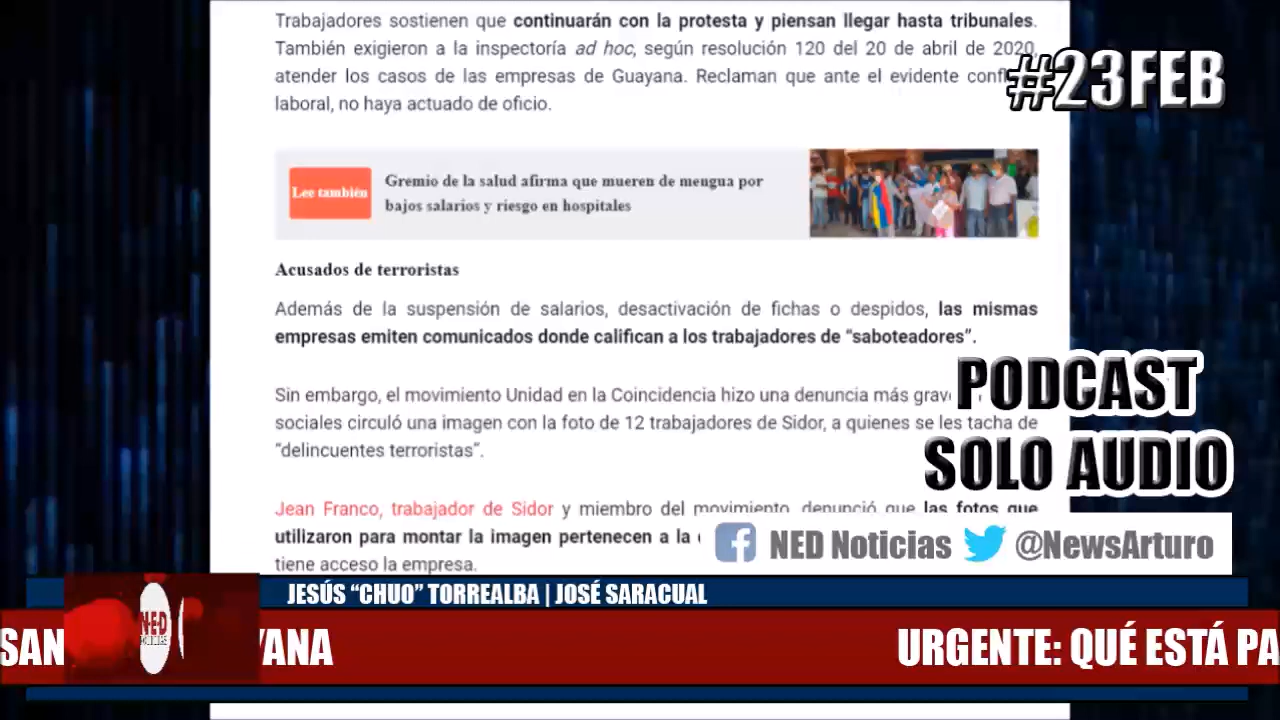 Trabajadores sostienen que continuarán con la protesta y piensan llegar hasta tribunales.
También exigieron a la inspectoría ad hoc, según resolución 120 del 20 de abril de 2020,
atender los casos de las empresas de Guayana. Reclaman que ante el evidente
laboral, no haya actuado de oficio.
#23FEB
Lee también
Gremio de la salud afirma que mueren de mengua por
bajos salarios y riesgo en hospitales
Acusados de terroristas
Además de la suspensión de salarios, desactivación de fichas o despidos, las mismas
empresas emiten comunicados donde califican a los trabajadores de “saboteadores”.
Sin embargo, el movimiento Unidad en la Coincidencia hizo una denuncia más
sociales circuló una imagen con la foto de 12 trabajadores de Sidor, a quienes se les tacha de
“delincuentes terroristas”.
PODCAST
SOLO AUDIO
Jean Franco, trabajador de Sidor y miembro del movimiento, denunció que las fotos que
utilizaron para montar la imagen pertenecen a la
tiene acceso la empresa.
NED Noticias @NewsArturo
JESÚS “CHUO” TORREALBA | JOSÉ SARACUAL
N-E-D
NOTICIAS
SAN YANA URGENTE: QUÉ ESTÁ PA